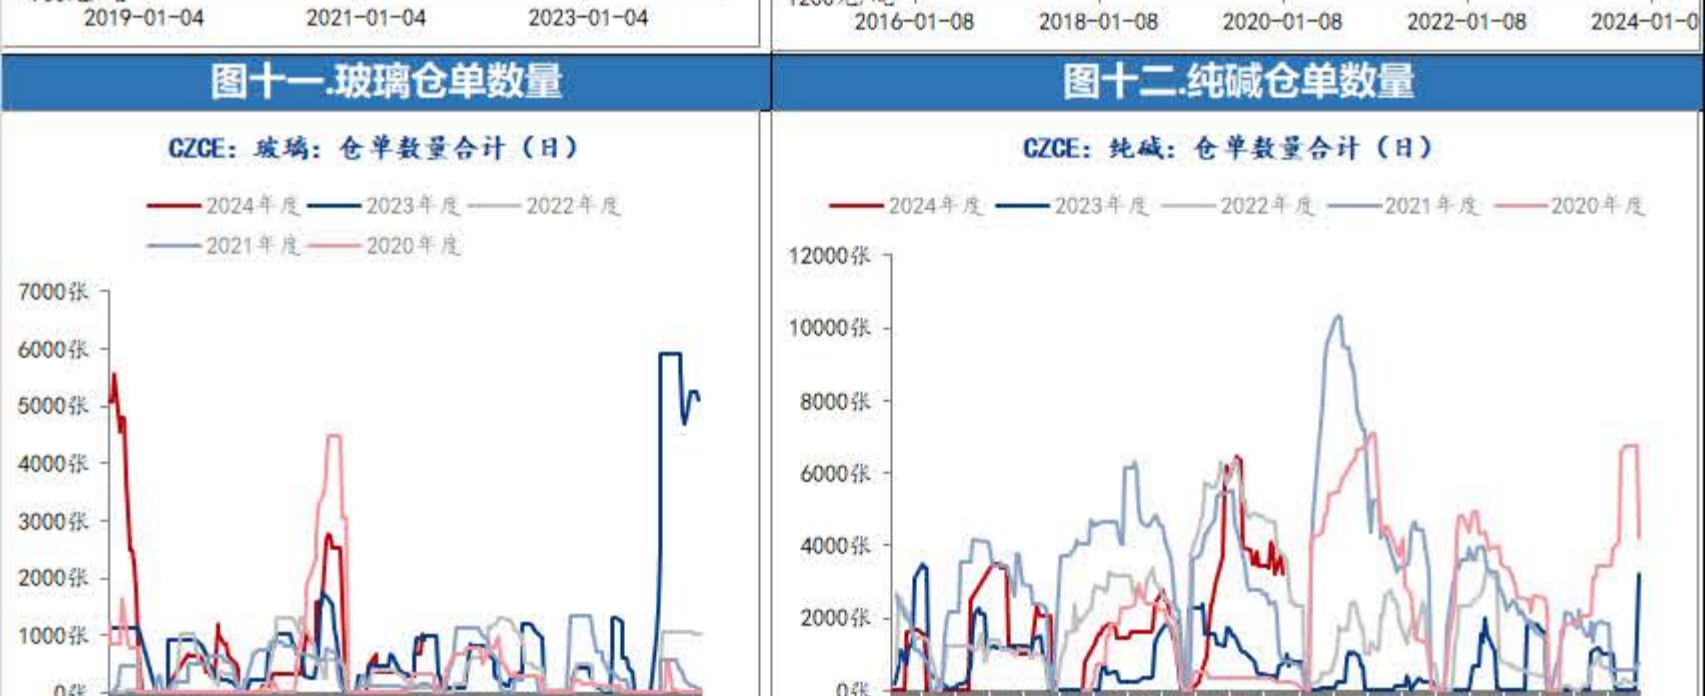 2019-01-04 2021-01-04 2023-01-04
2016-01-08 2018-01-08 2020-01-08 2022-01-08 2024-01-0
图十一.玻璃仓单数量
CZCE：玻璃：仓单数量合计（日）
2024年度 2023年度 2022年度
2021年度 2020年度
7000张
6000张
5000张
4000张
3000张
2000张
1000张
0张
图十二.纯碱仓单数量
CZCE：纯碱：仓单数量合计（日）
2024年度 2023年度 2022年度 2021年度 2020年度
12000张
10000张
8000张
6000张
4000张
2000张
0张